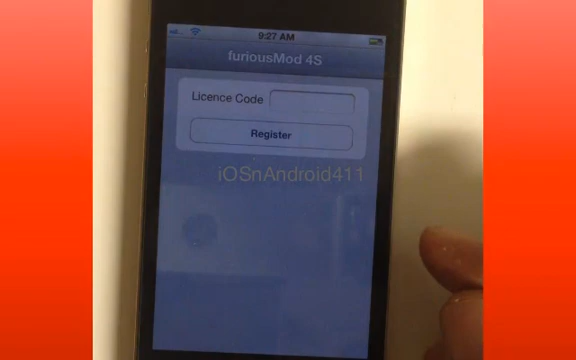 9:27 AM
furiousMod 4S
Licence Code
Register
iOSnAndroid411